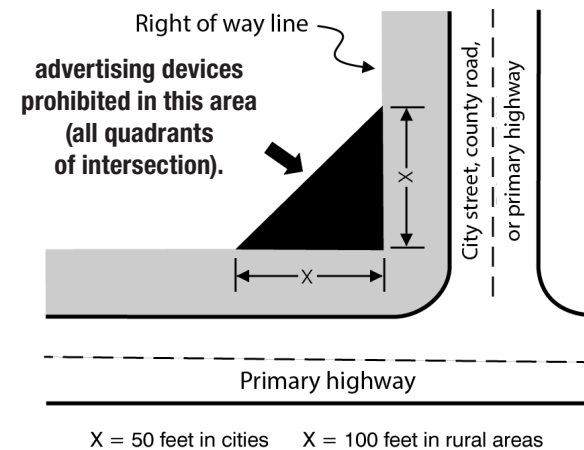 Right of way line
advertising devices
prohibited in this area
(all quadrants
of intersection).
X
X
City street, county road,
or primary highway
Primary highway
X = 50 feet in cities X = 100 feet in rural areas